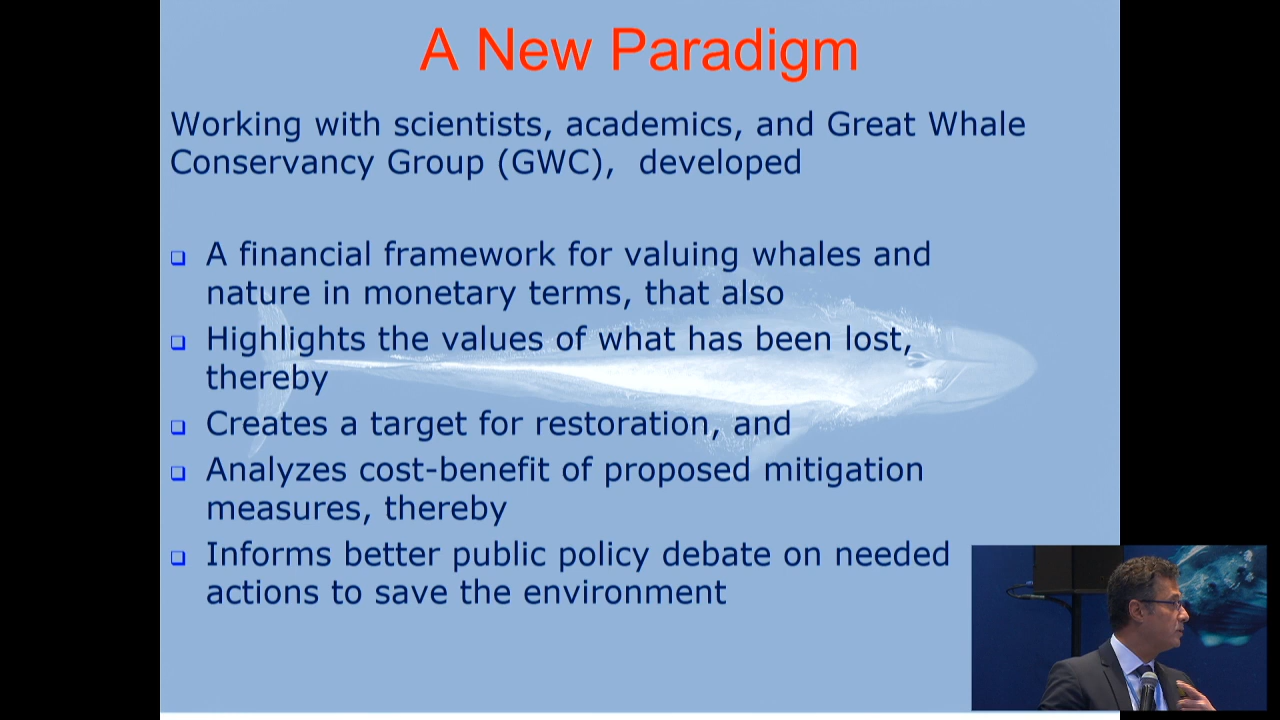 A New Paradigm
Working with scientists, academics, and Great Whale
Conservancy Group (GWC),  developed
❑ A financial framework for valuing whales and
nature in monetary terms, that also
❑ Highlights the values of what has been lost,
thereby
❑ Creates a target for restoration, and
❑ Analyzes cost-benefit of proposed mitigation
measures, thereby
❑ Informs better public policy debate on needed
actions to save the environment